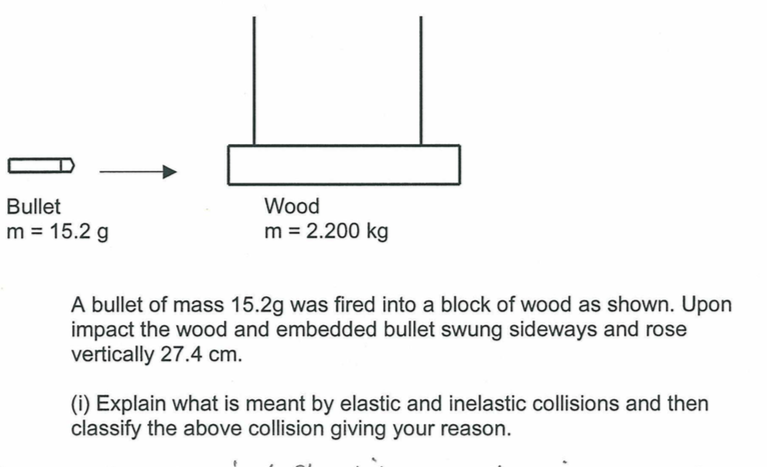 Bullet
m = 15.2 g
Wood
m = 2.200 kg
A bullet of mass 15.2g was fired into a block of wood as shown. Upon
impact the wood and embedded bullet swung sideways and rose
vertically 27.4 cm.
(i) Explain what is meant by elastic and inelastic collisions and then
classify the above collision giving your reason.